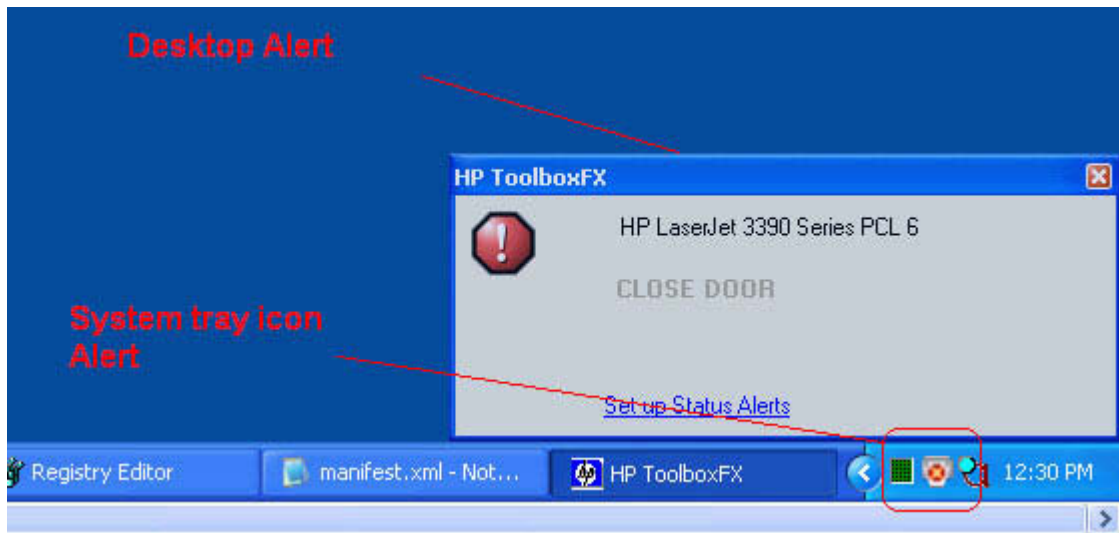 Desktop Alert
HP ToolboxFX
HP LaserJet 3390 Series PCL 6
CLOSE DOOR
System tray icon
Alert
Set up Status Alerts
Registry Editor
manifest.xml - Not...
hp HP ToolboxFX
12:30 PM